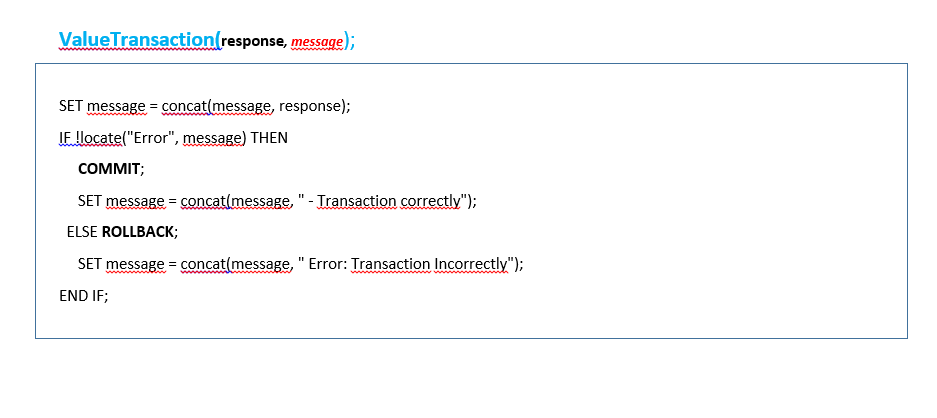 ValueTransaction(response, message);
SET message = concat(message, response);
IF !locate("Error", message) THEN
COMMIT;
SET message = concat(message, " - Transaction correctly");
ELSE ROLLBACK;
SET message = concat(message, " Error: Transaction Incorrectly");
END IF;